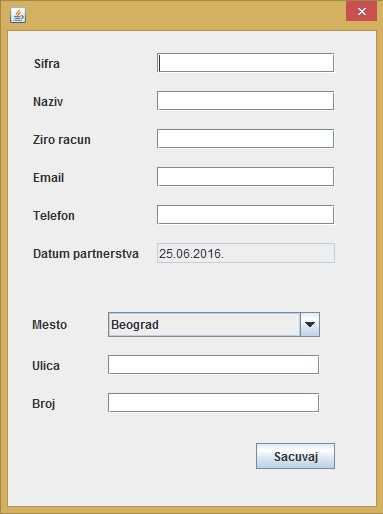 Sifra
Naziv
Ziro racun
Email
Telefon
Datum partnerstva 25.06.2016.
Mesto Beograd
Ulica
Broj
Sacuvaj